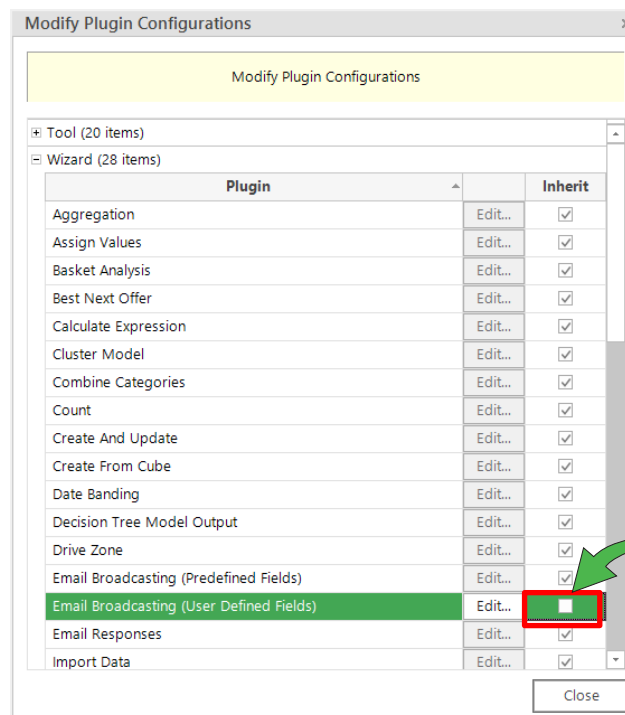 Modify Plugin Configurations
Modify Plugin Configurations
Tool (20 items)
Wizard (28 items)
Plugin Inherit
Aggregation Edit...
Assign Values Edit...
Basket Analysis Edit...
Best Next Offer Edit...
Calculate Expression Edit...
Cluster Model Edit...
Combine Categories Edit...
Count Edit...
Create And Update Edit...
Create From Cube Edit...
Date Banding Edit...
Decision Tree Model Output Edit...
Drive Zone Edit...
Email Broadcasting (Predefined Fields) Edit...
Email Broadcasting (User Defined Fields) Edit...
Email Responses Edit...
Import Data Edit...
Close